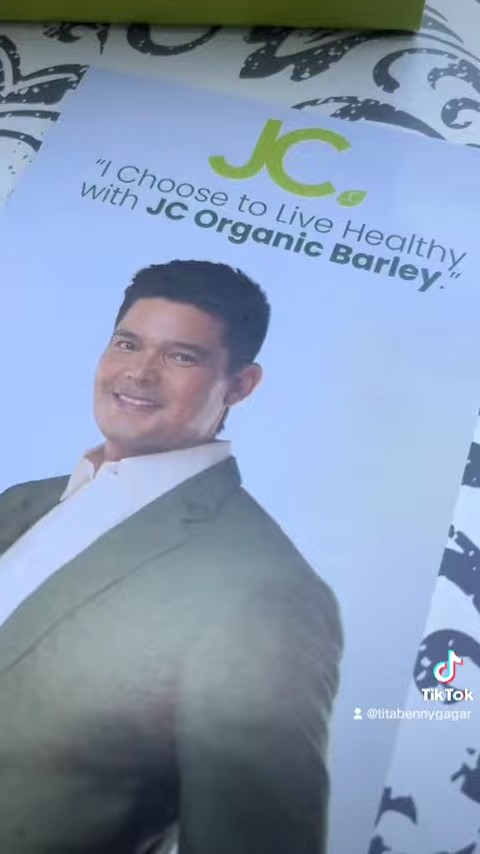 JC.
"I Choose to Live Healthy
with JC Organic Barley."
TikTok
@titabennygagar